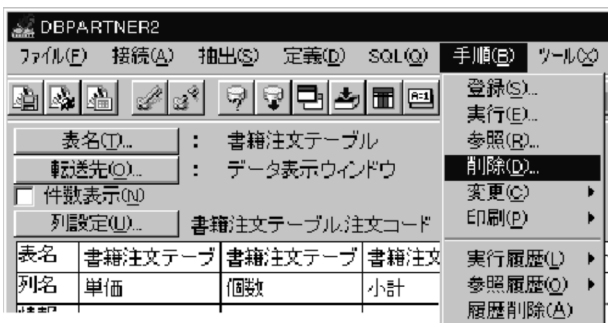 DBPARTNER2
ファイル(F) 接続(A) 抽出(S) 定義(D) SQL(Q) 手順(B) ツール(X)
登録(S)...
実行(E)...
参照(R)...
削除(D)...
変更(C)
印刷(P)
実行履歴(L)
参照履歴(O)
履歴削除(A)
表名(T)... : 書籍注文テーブル
転送先(O)... : データ表示ウィンドウ
件数表示(N)
列設定(U)... 書籍注文テーブル.注文コード
表名 書籍注文テーブ 書籍注文テーブ 書籍注文
列名 単価 個数 小計